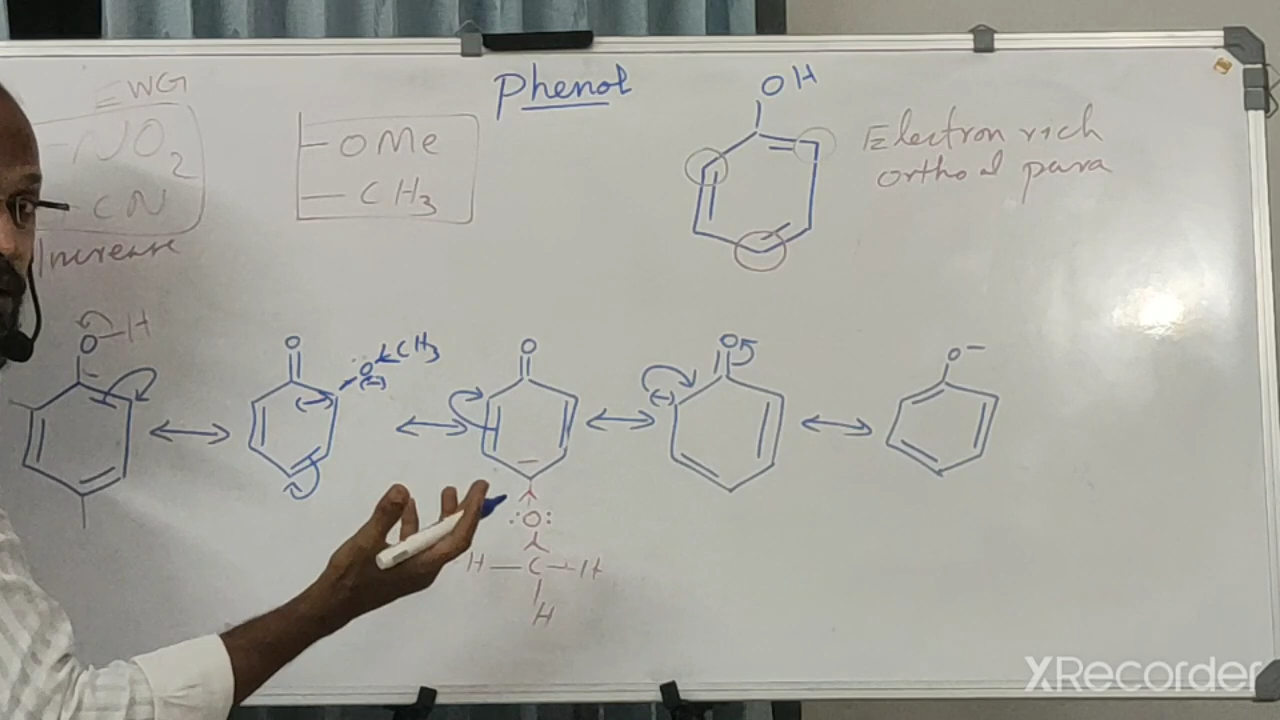 Phenol
EWG
-NO2
-CN
Increase
-OMe
-CH3
OH
Electron rich
ortho d para
O-H
O
O CH3
(-)
O
-
O
(-)
O-
:O:
H-C-H
H
XRecorder